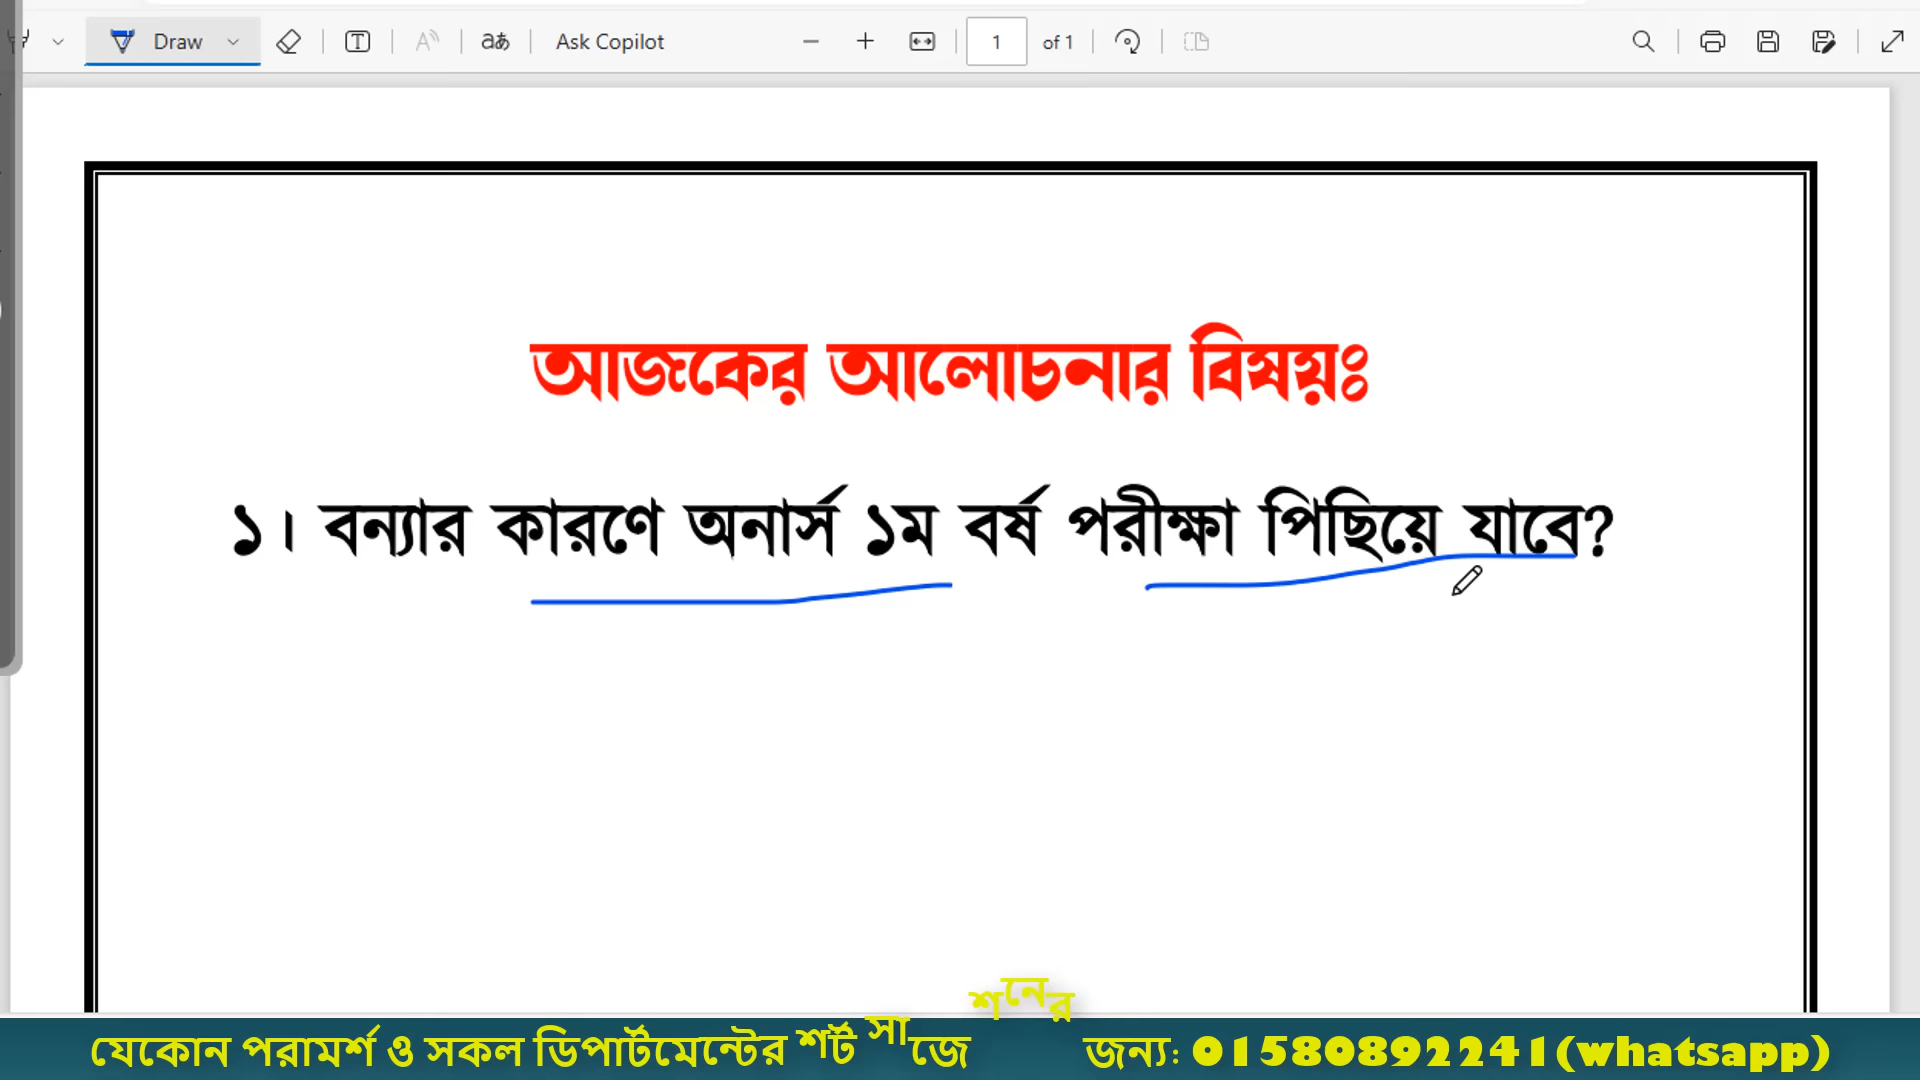 Draw
Ask Copilot
1 of 1
আজকের আলোচনার বিষয়ঃ
১। বন্যার কারণে অনার্স ১ম বর্ষ পরীক্ষা পিছিয়ে যাবে?
যেকোন পরামর্শ ও সকল ডিপার্টমেন্টের শর্ট সাজেশনের জন্য: 01580892241(whatsapp)